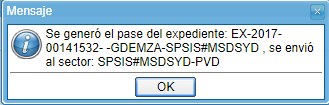 Mensaje
Se generó el pase del expediente: EX-2017-
00141532- -GDEMZA-SPSIS#MSDSYD , se envió
al sector: SPSIS#MSDSYD-PVD
OK